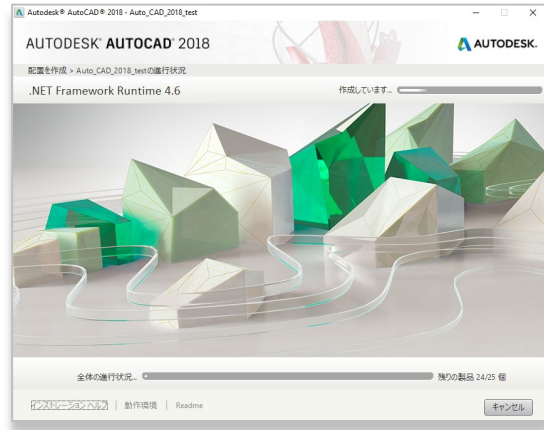 Autodesk® AutoCAD® 2018 - Auto_CAD_2018_test
AUTODESK® AUTOCAD® 2018
AUTODESK.
配置を作成 > Auto_CAD_2018_testの進行状況
.NET Framework Runtime 4.6
作成しています...
全体の進行状況...
残りの製品 24/25 個
インストレーション ヘルプ | 動作環境 | Readme
キャンセル